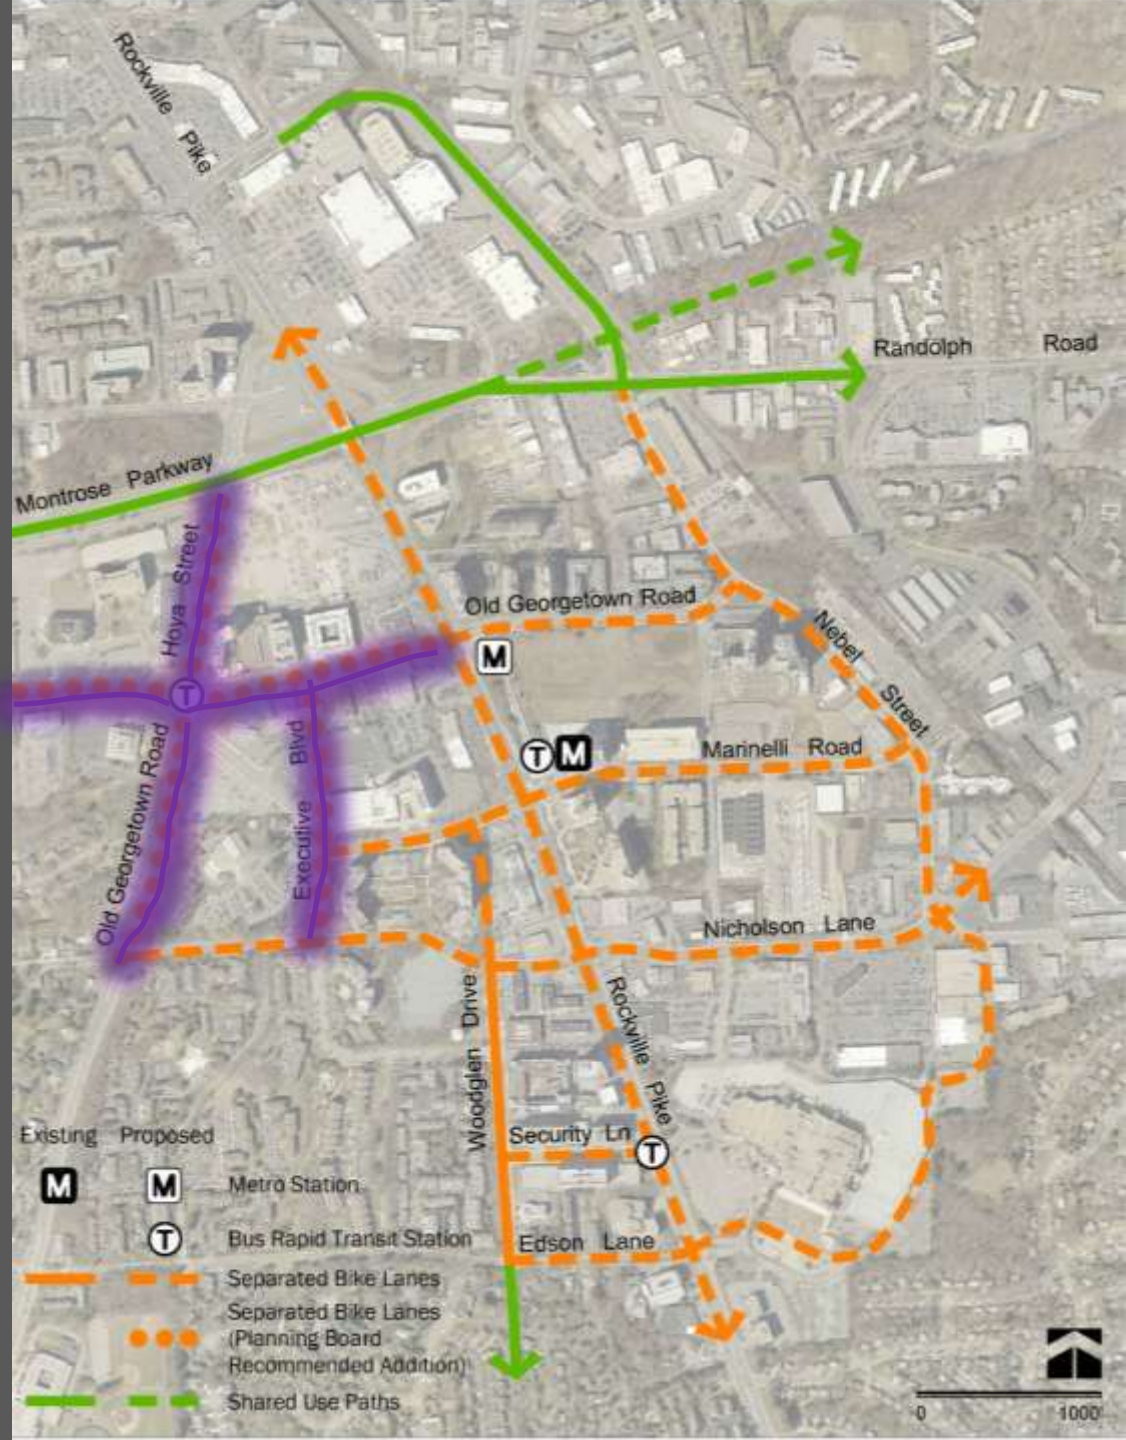 Rockville Pike
Randolph Road
Montrose Parkway
Hoya Street
Old Georgetown Road
M
Nebel Street
T
T M
Marinelli Road
Old Georgetown Road
Executive Blvd
Nicholson Lane
Woodglen Drive
Rockville Pike
Security Ln
T
Edson Lane
Existing Proposed
M M Metro Station
T Bus Rapid Transit Station
Separated Bike Lanes
Separated Bike Lanes
(Planning Board
Recommended Addition)
Shared Use Paths
0 1000'